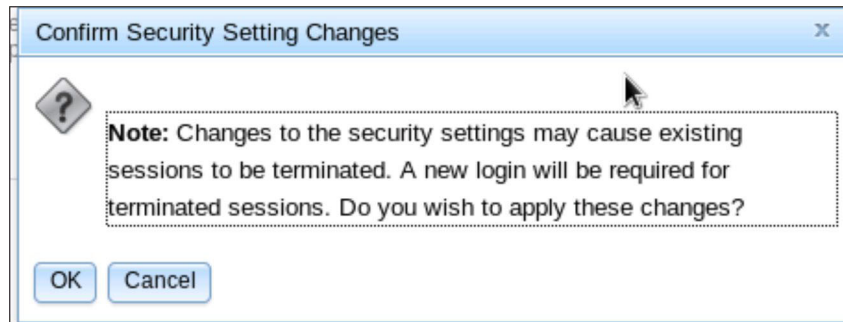 Confirm Security Setting Changes
x
?
Note: Changes to the security settings may cause existing
sessions to be terminated. A new login will be required for
terminated sessions. Do you wish to apply these changes?
OK Cancel